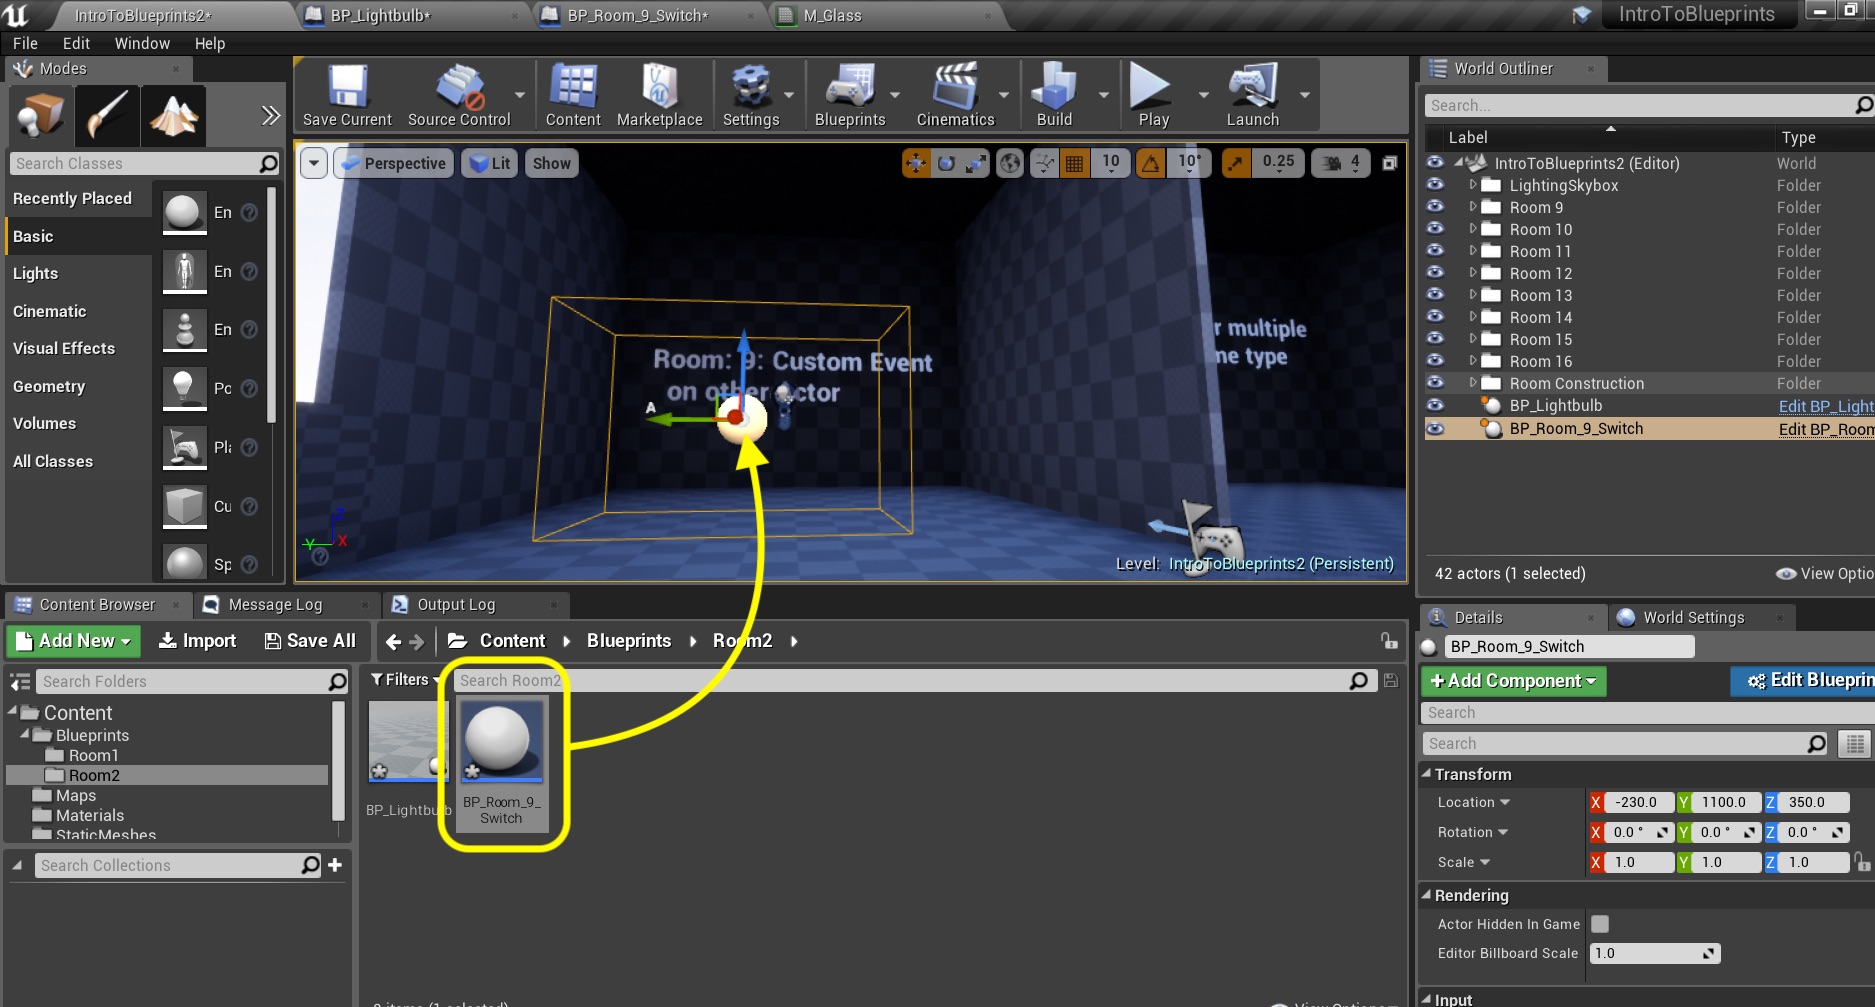 IntroToBlueprints2*
BP_Lightbulb*
BP_Room_9_Switch*
M_Glass
IntroToBlueprints
File Edit Window Help
Modes
Search Classes
Recently Placed
Basic
Lights
Cinematic
Visual Effects
Geometry
Volumes
All Classes
En
En
En
Po
Pla
Cu
Sp
Save Current
Source Control
Content
Marketplace
Settings
Blueprints
Cinematics
Build
Play
Launch
Perspective
Lit
Show
10
10°
0.25
4
Room: 9: Custom Event
on other actor
r multiple
me type
A
Z
Y
X
Level: IntroToBlueprints2 (Persistent)
World Outliner
Search...
Label Type
IntroToBlueprints2 (Editor) World
LightingSkybox Folder
Room 9 Folder
Room 10 Folder
Room 11 Folder
Room 12 Folder
Room 13 Folder
Room 14 Folder
Room 15 Folder
Room 16 Folder
Room Construction Folder
BP_Lightbulb Edit BP_Light
BP_Room_9_Switch Edit BP_Room
42 actors (1 selected) View Optio
Content Browser
Message Log
Output Log
Add New
Import
Save All
Content
Blueprints
Room2
Search Folders
Content
Blueprints
Room1
Room2
Maps
Materials
StaticMeshes
Search Collections
Filters
Search Room2
BP_Lightbulb
BP_Room_9_
Switch
Details
World Settings
BP_Room_9_Switch
+Add Component
Edit Blueprin
Search
Search
Transform
Location X -230.0 Y 1100.0 Z 350.0
Rotation X 0.0 ° Y 0.0 ° Z 0.0 °
Scale X 1.0 Y 1.0 Z 1.0
Rendering
Actor Hidden In Game
Editor Billboard Scale 1.0
Input